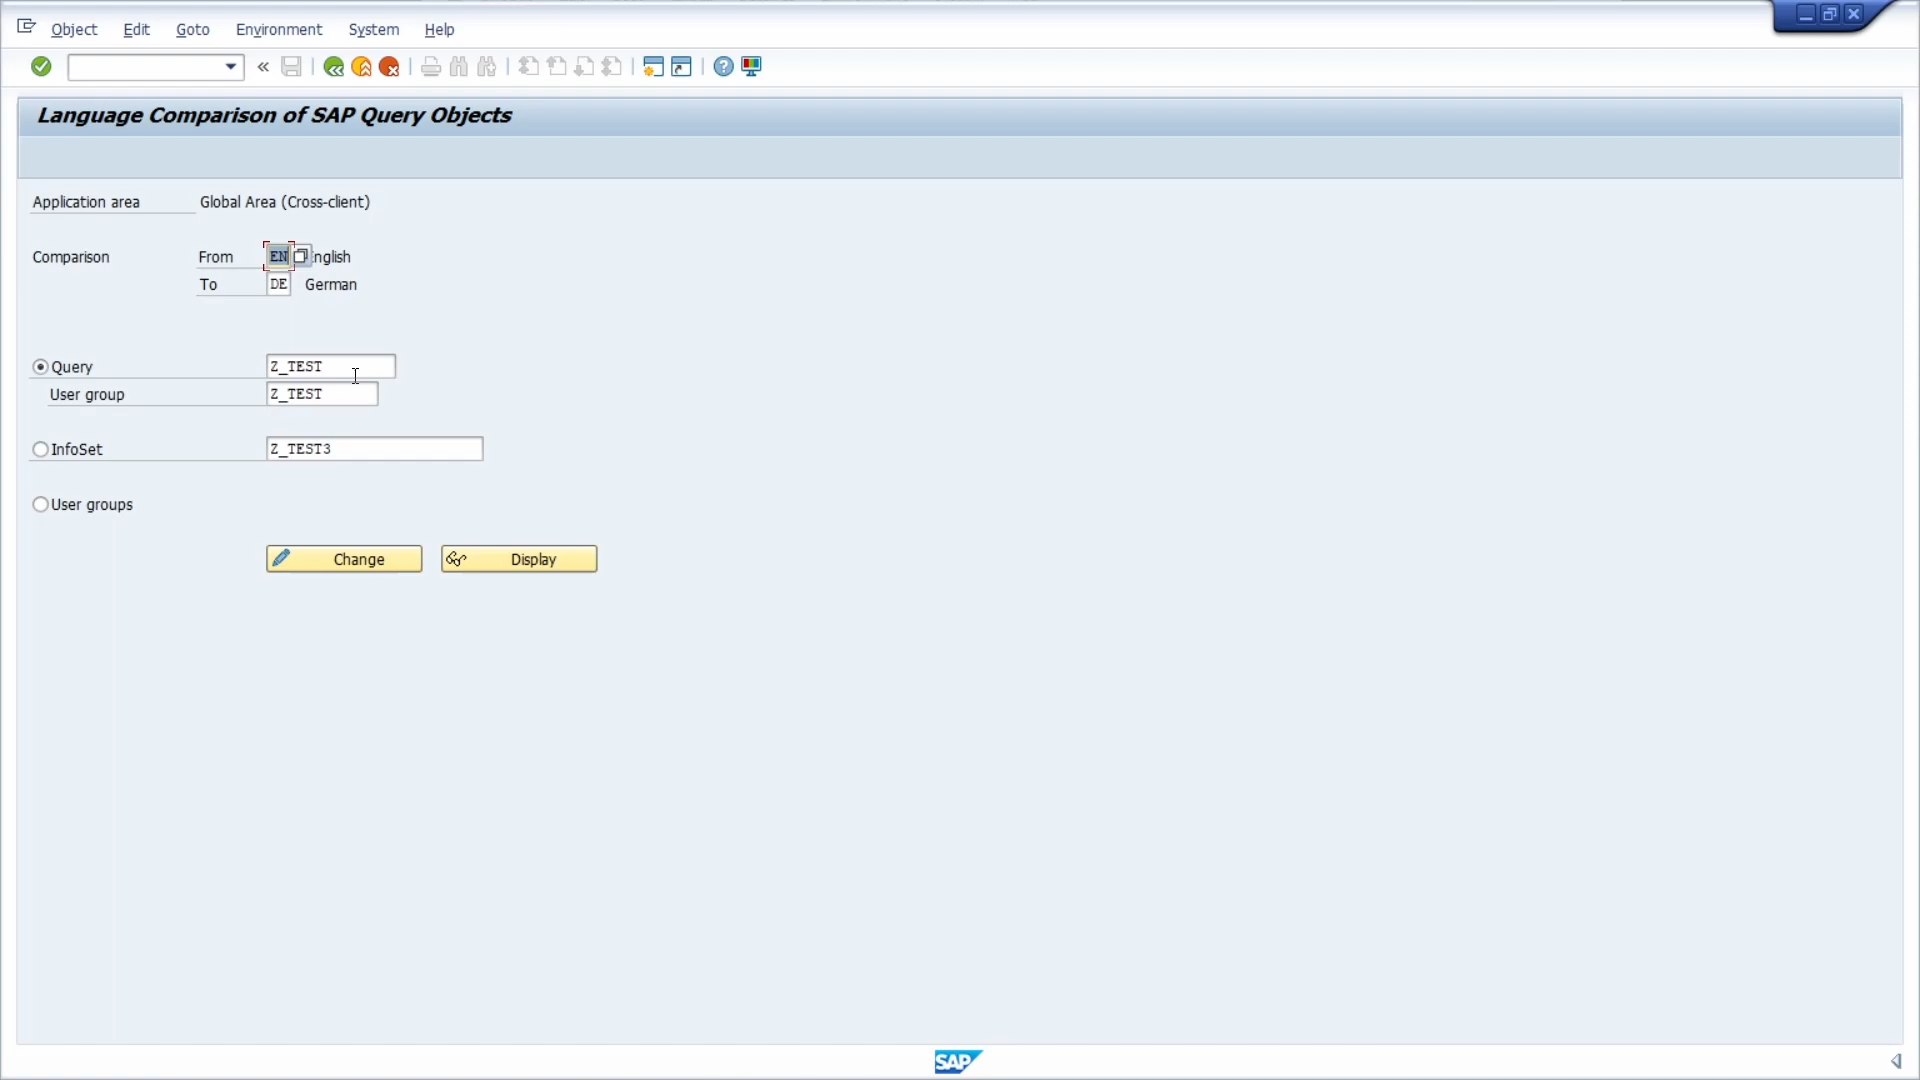 Object Edit Goto Environment System Help
Language Comparison of SAP Query Objects
Application area Global Area (Cross-client)
Comparison From EN nglish
To DE German
Query Z_TEST
User group Z_TEST
InfoSet Z_TEST3
User groups
Change Display
SAP